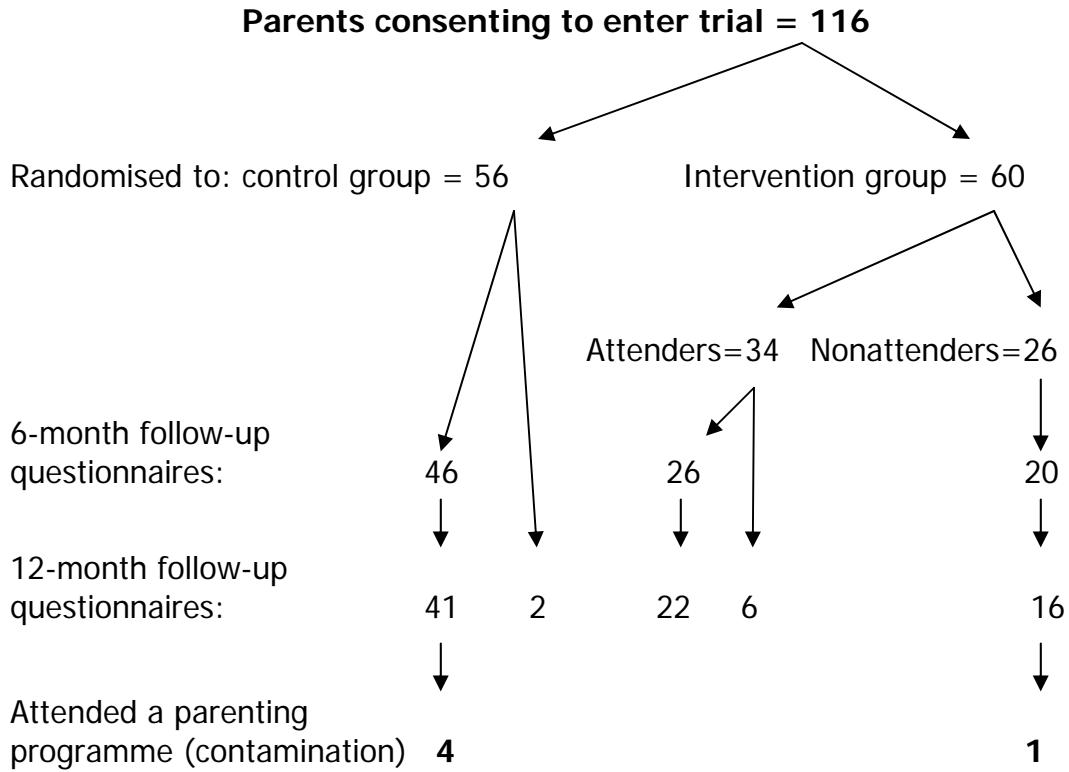 Parents consenting to enter trial = 116
Randomised to: control group = 56 Intervention group = 60
Attenders=34 Nonattenders=26
6-month follow-up
questionnaires: 46 26 20
12-month follow-up
questionnaires: 41 2 22 6 16
Attended a parenting
programme (contamination) 4 1